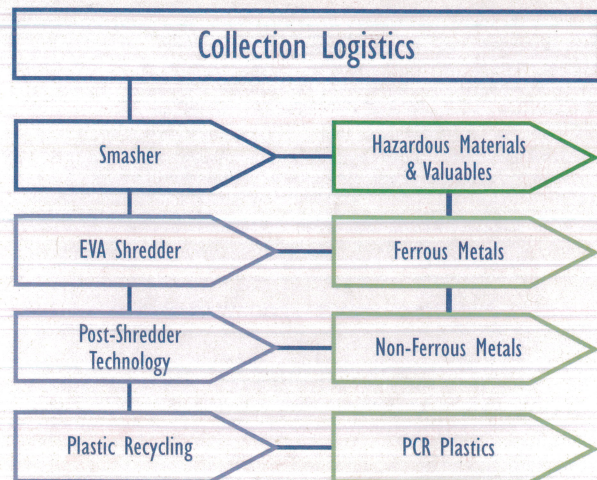 Collection Logistics
Smasher
Hazardous Materials
& Valuables
EVA Shredder
Ferrous Metals
Post-Shredder
Technology
Non-Ferrous Metals
Plastic Recycling
PCR Plastics